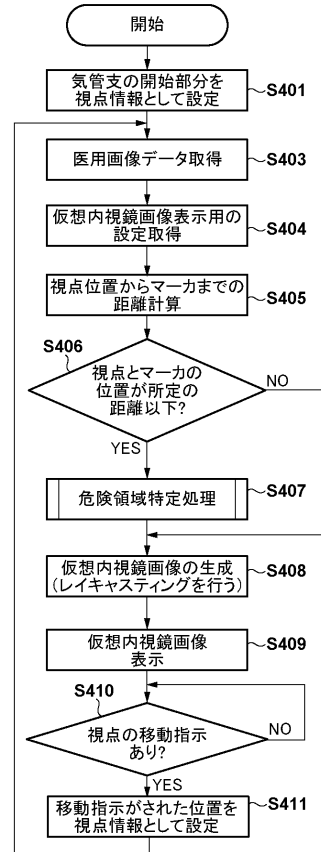 開始
気管支の開始部分を
視点情報として設定
S401
医用画像データ取得
S403
仮想内視鏡画像表示用の
設定取得
S404
視点位置からマーカまでの
距離計算
S405
S406
視点とマーカの
位置が所定の
距離以下?
NO
YES
危険領域特定処理
S407
仮想内視鏡画像の生成
(レイキャスティングを行う)
S408
仮想内視鏡画像
表示
S409
S410
視点の移動指示
あり?
NO
YES
移動指示がされた位置を
視点情報として設定
S411